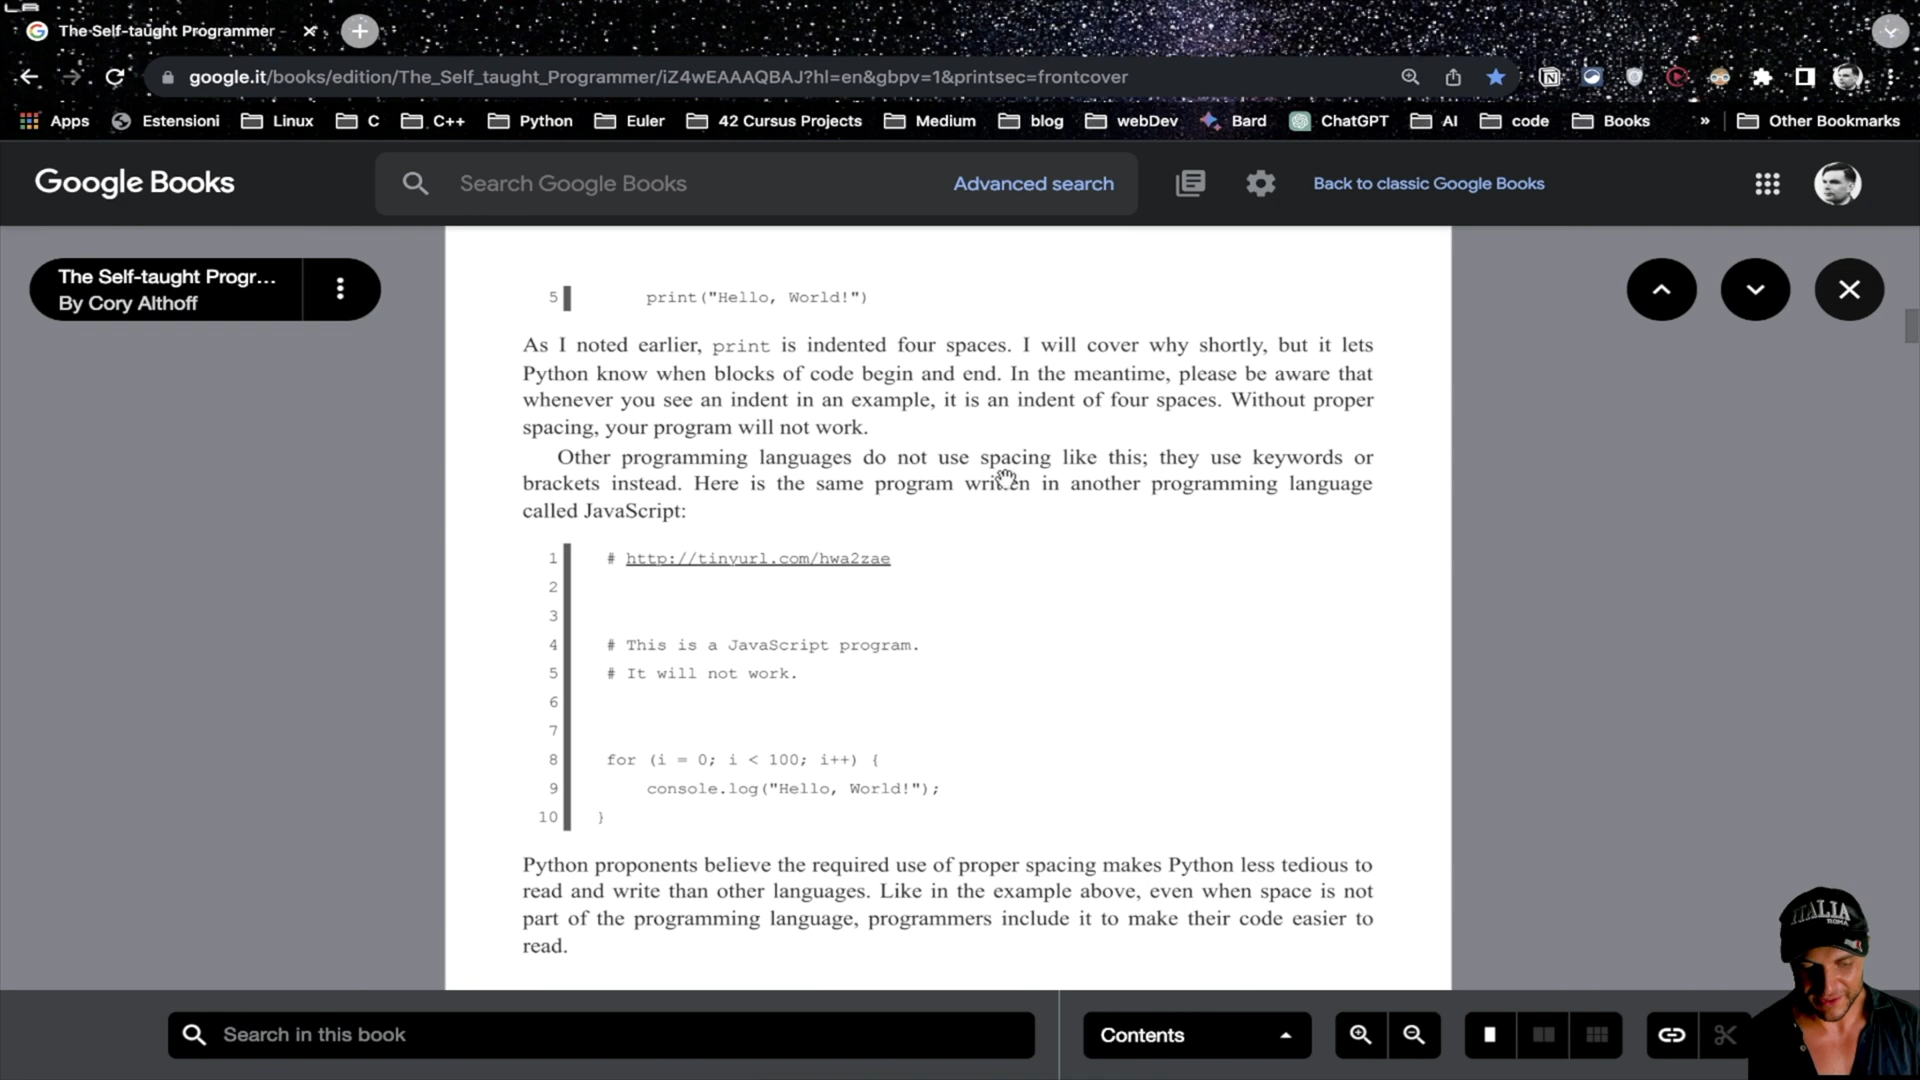 The Self-taught Programmer
google.it/books/edition/The_Self_taught_Programmer/iZ4wEAAAQBAJ?hl=en&gbpv=1&printsec=frontcover
Apps Estensioni Linux C C++ Python Euler 42 Cursus Projects Medium blog webDev Bard ChatGPT AI code Books » Other Bookmarks
Google Books Search Google Books Advanced search Back to classic Google Books
The Self-taught Progr...
By Cory Althoff
5 print("Hello, World!")
As I noted earlier, print is indented four spaces. I will cover why shortly, but it lets
Python know when blocks of code begin and end. In the meantime, please be aware that
whenever you see an indent in an example, it is an indent of four spaces. Without proper
spacing, your program will not work.
Other programming languages do not use spacing like this; they use keywords or
brackets instead. Here is the same program written in another programming language
called JavaScript:
1 # http://tinyurl.com/hwa2zae
2
3
4 # This is a JavaScript program.
5 # It will not work.
6
7
8 for (i = 0; i < 100; i++) {
9 console.log("Hello, World!");
10 }
Python proponents believe the required use of proper spacing makes Python less tedious to
read and write than other languages. Like in the example above, even when space is not
part of the programming language, programmers include it to make their code easier to
read.
Search in this book Contents
ITALIA
ROMA